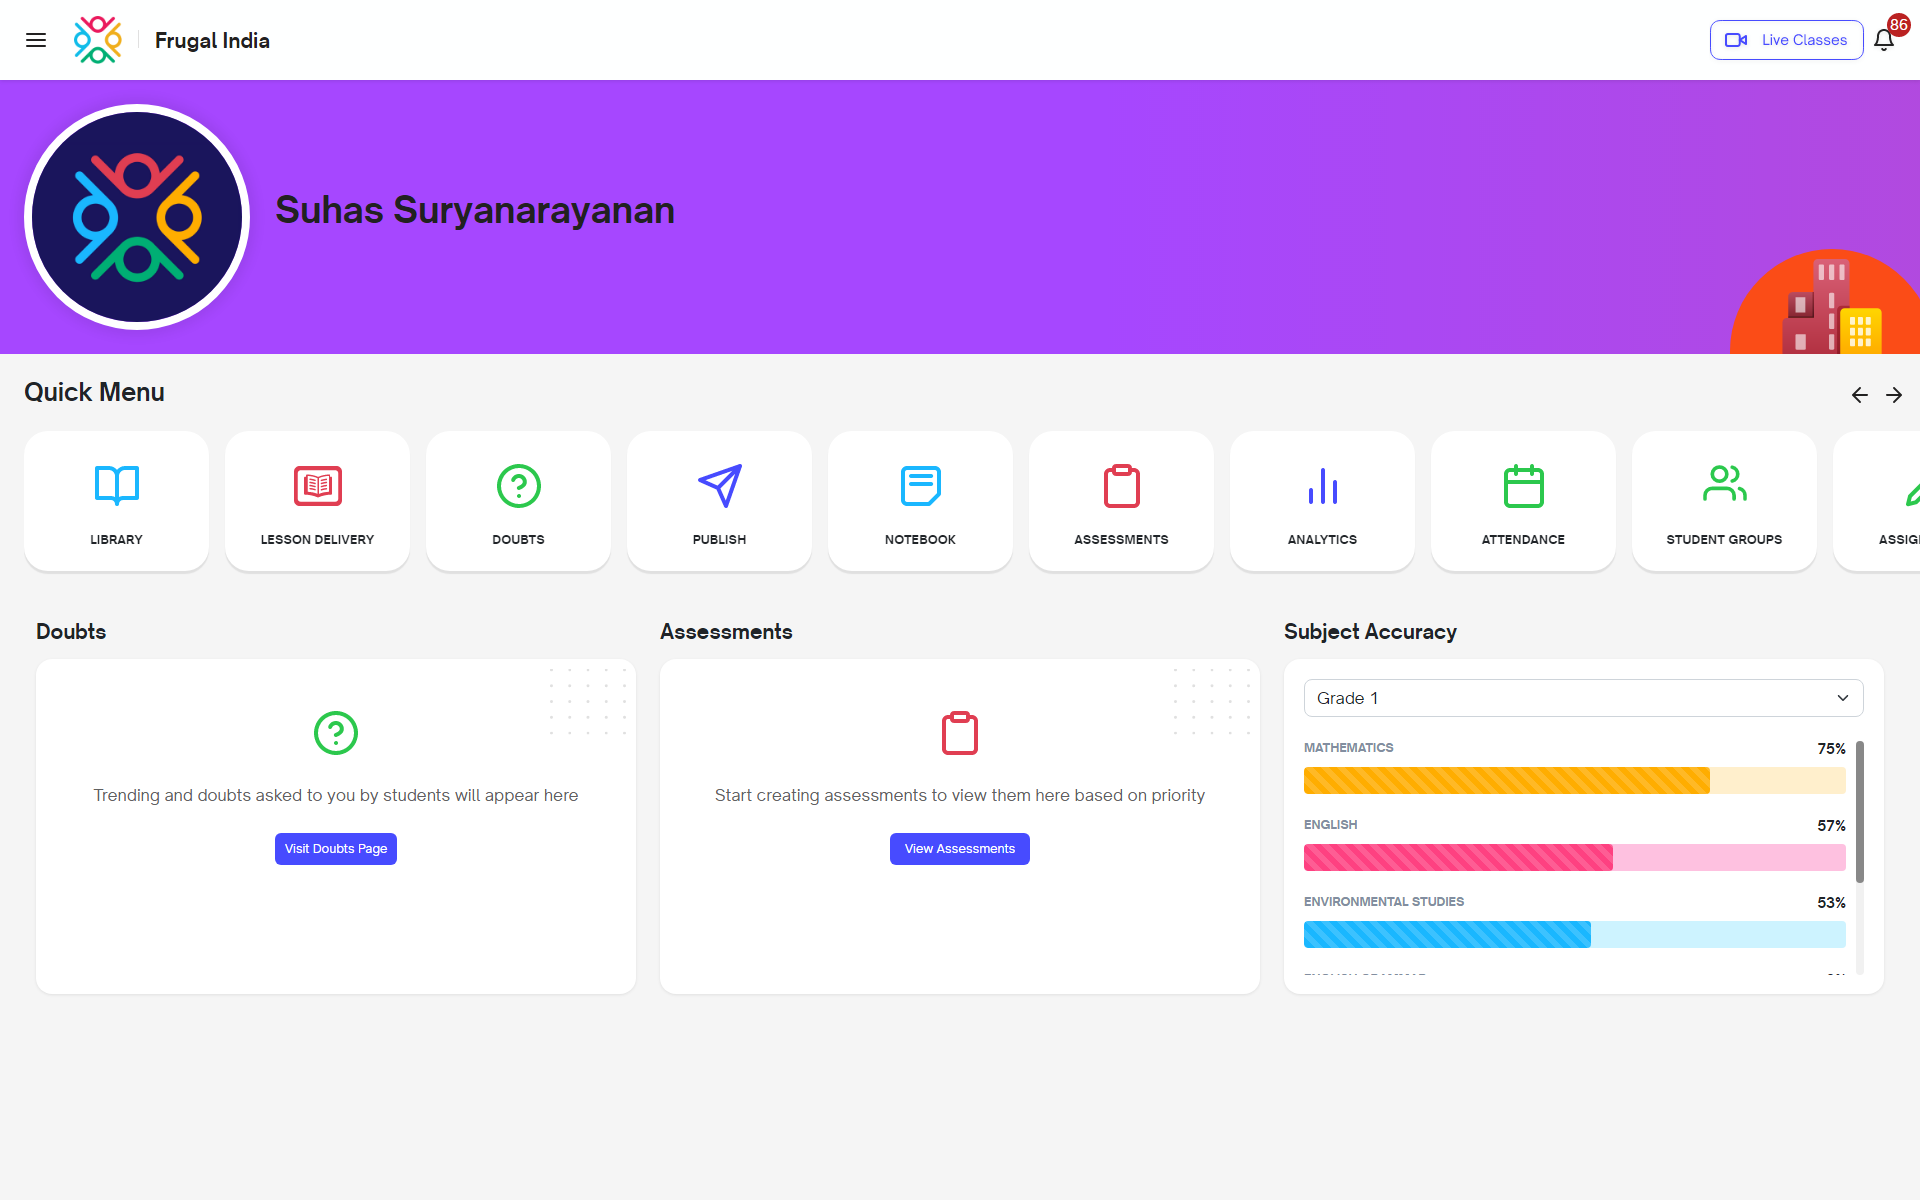 Frugal India
Live Classes
86
Suhas Suryanarayanan
Quick Menu
LIBRARY
LESSON DELIVERY
DOUBTS
PUBLISH
NOTEBOOK
ASSESSMENTS
ANALYTICS
ATTENDANCE
STUDENT GROUPS
Doubts
Trending and doubts asked to you by students will appear here
Visit Doubts Page
Assessments
Start creating assessments to view them here based on priority
View Assessments
Subject Accuracy
Grade 1
MATHEMATICS 75%
ENGLISH 57%
ENVIRONMENTAL STUDIES 53%